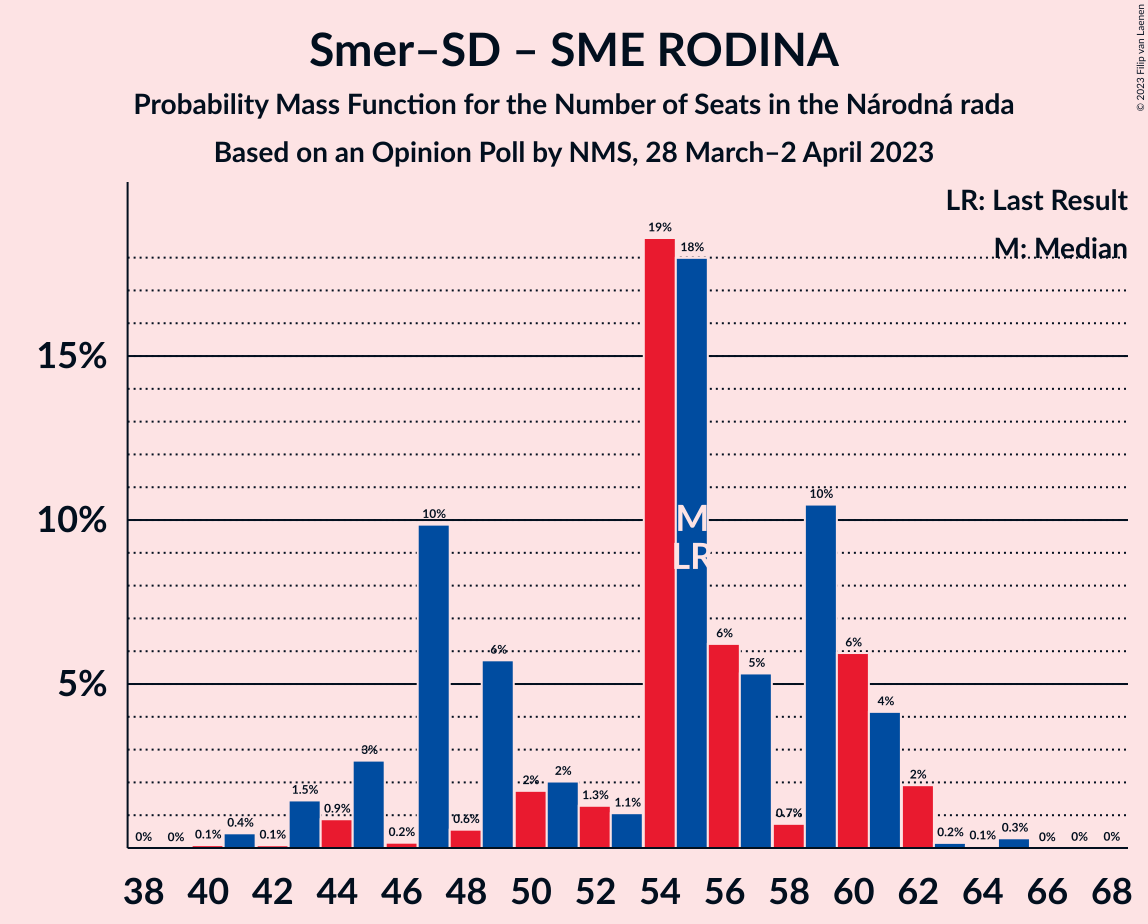 Smer–SD – SME RODINA
Probability Mass Function for the Number of Seats in the Národná rada
Based on an Opinion Poll by NMS, 28 March–2 April 2023
© 2023 Filip van Laenen
LR: Last Result
M: Median
15%
10%
5%
0% 0% 0.1% 0.4% 0.1% 1.5% 0.9% 3% 0.2% 10% 0.6% 6% 2% 2% 1.3% 1.1% 19% 18% 6% 5% 0.7% 10% 6% 4% 2% 0.2% 0.1% 0.3% 0% 0% 0%
M
LR
38 40 42 44 46 48 50 52 54 56 58 60 62 64 66 68